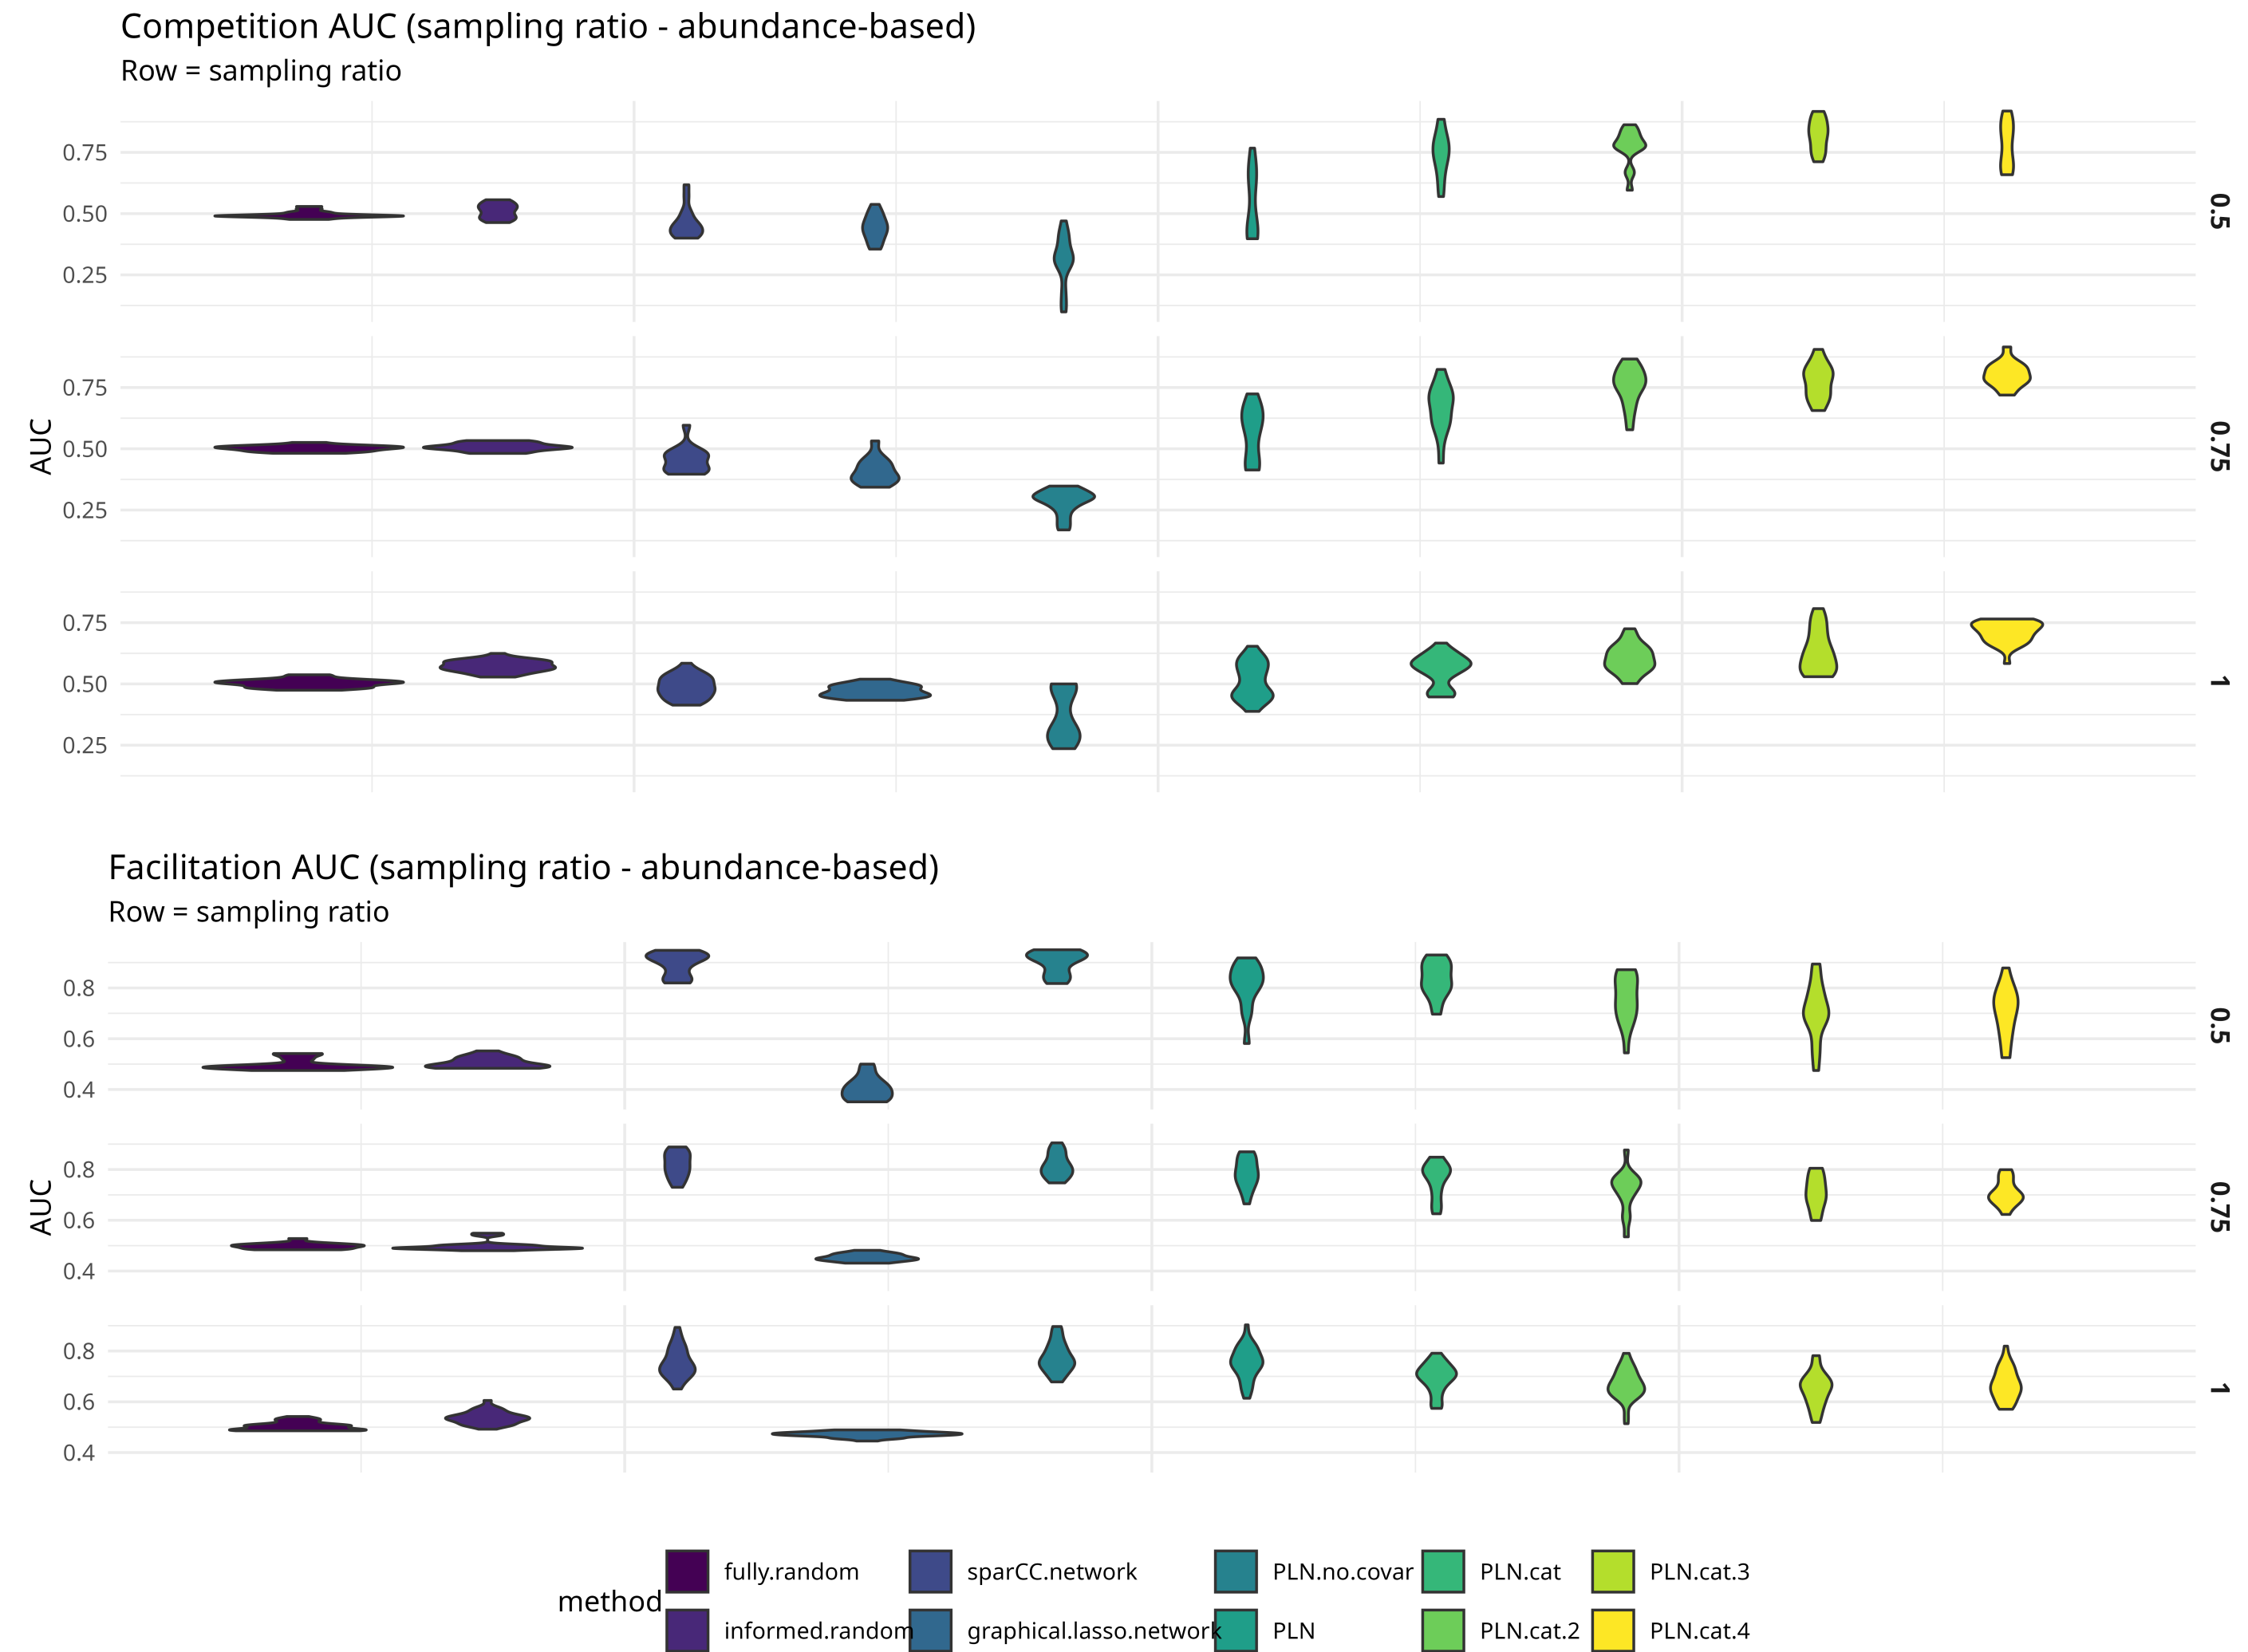 Competition AUC (sampling ratio - abundance-based)
Row = sampling ratio
0.75
0.50
0.25
0.5
0.75
0.50
0.25
0.75
0.75
0.50
0.25
1
AUC
Facilitation AUC (sampling ratio - abundance-based)
Row = sampling ratio
0.8
0.6
0.4
0.5
0.8
0.6
0.4
0.75
0.8
0.6
0.4
1
AUC
method
fully.random
sparCC.network
PLN.no.covar
PLN.cat
PLN.cat.3
informed.random
graphical.lasso.network
PLN
PLN.cat.2
PLN.cat.4